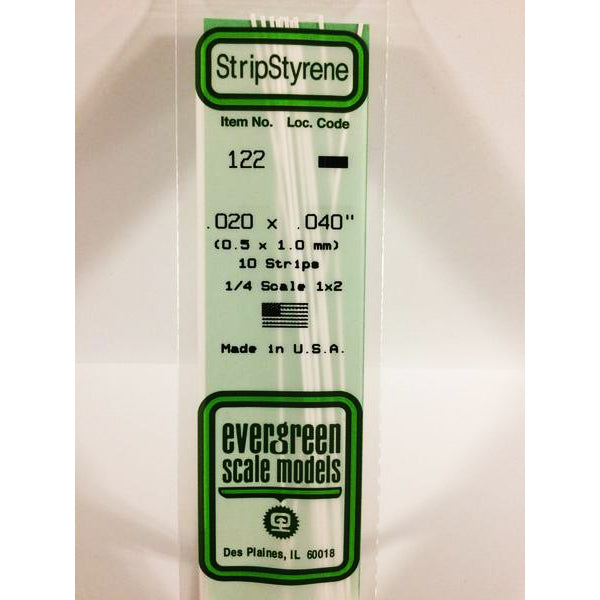 StripStyrene
Item No. Loc. Code
122
.020 x .040"
(0.5 x 1.0 mm)
10 Strips
1/4 Scale 1x2
Made in U.S.A.
evergreen
scale models
Des Plaines, IL 60018